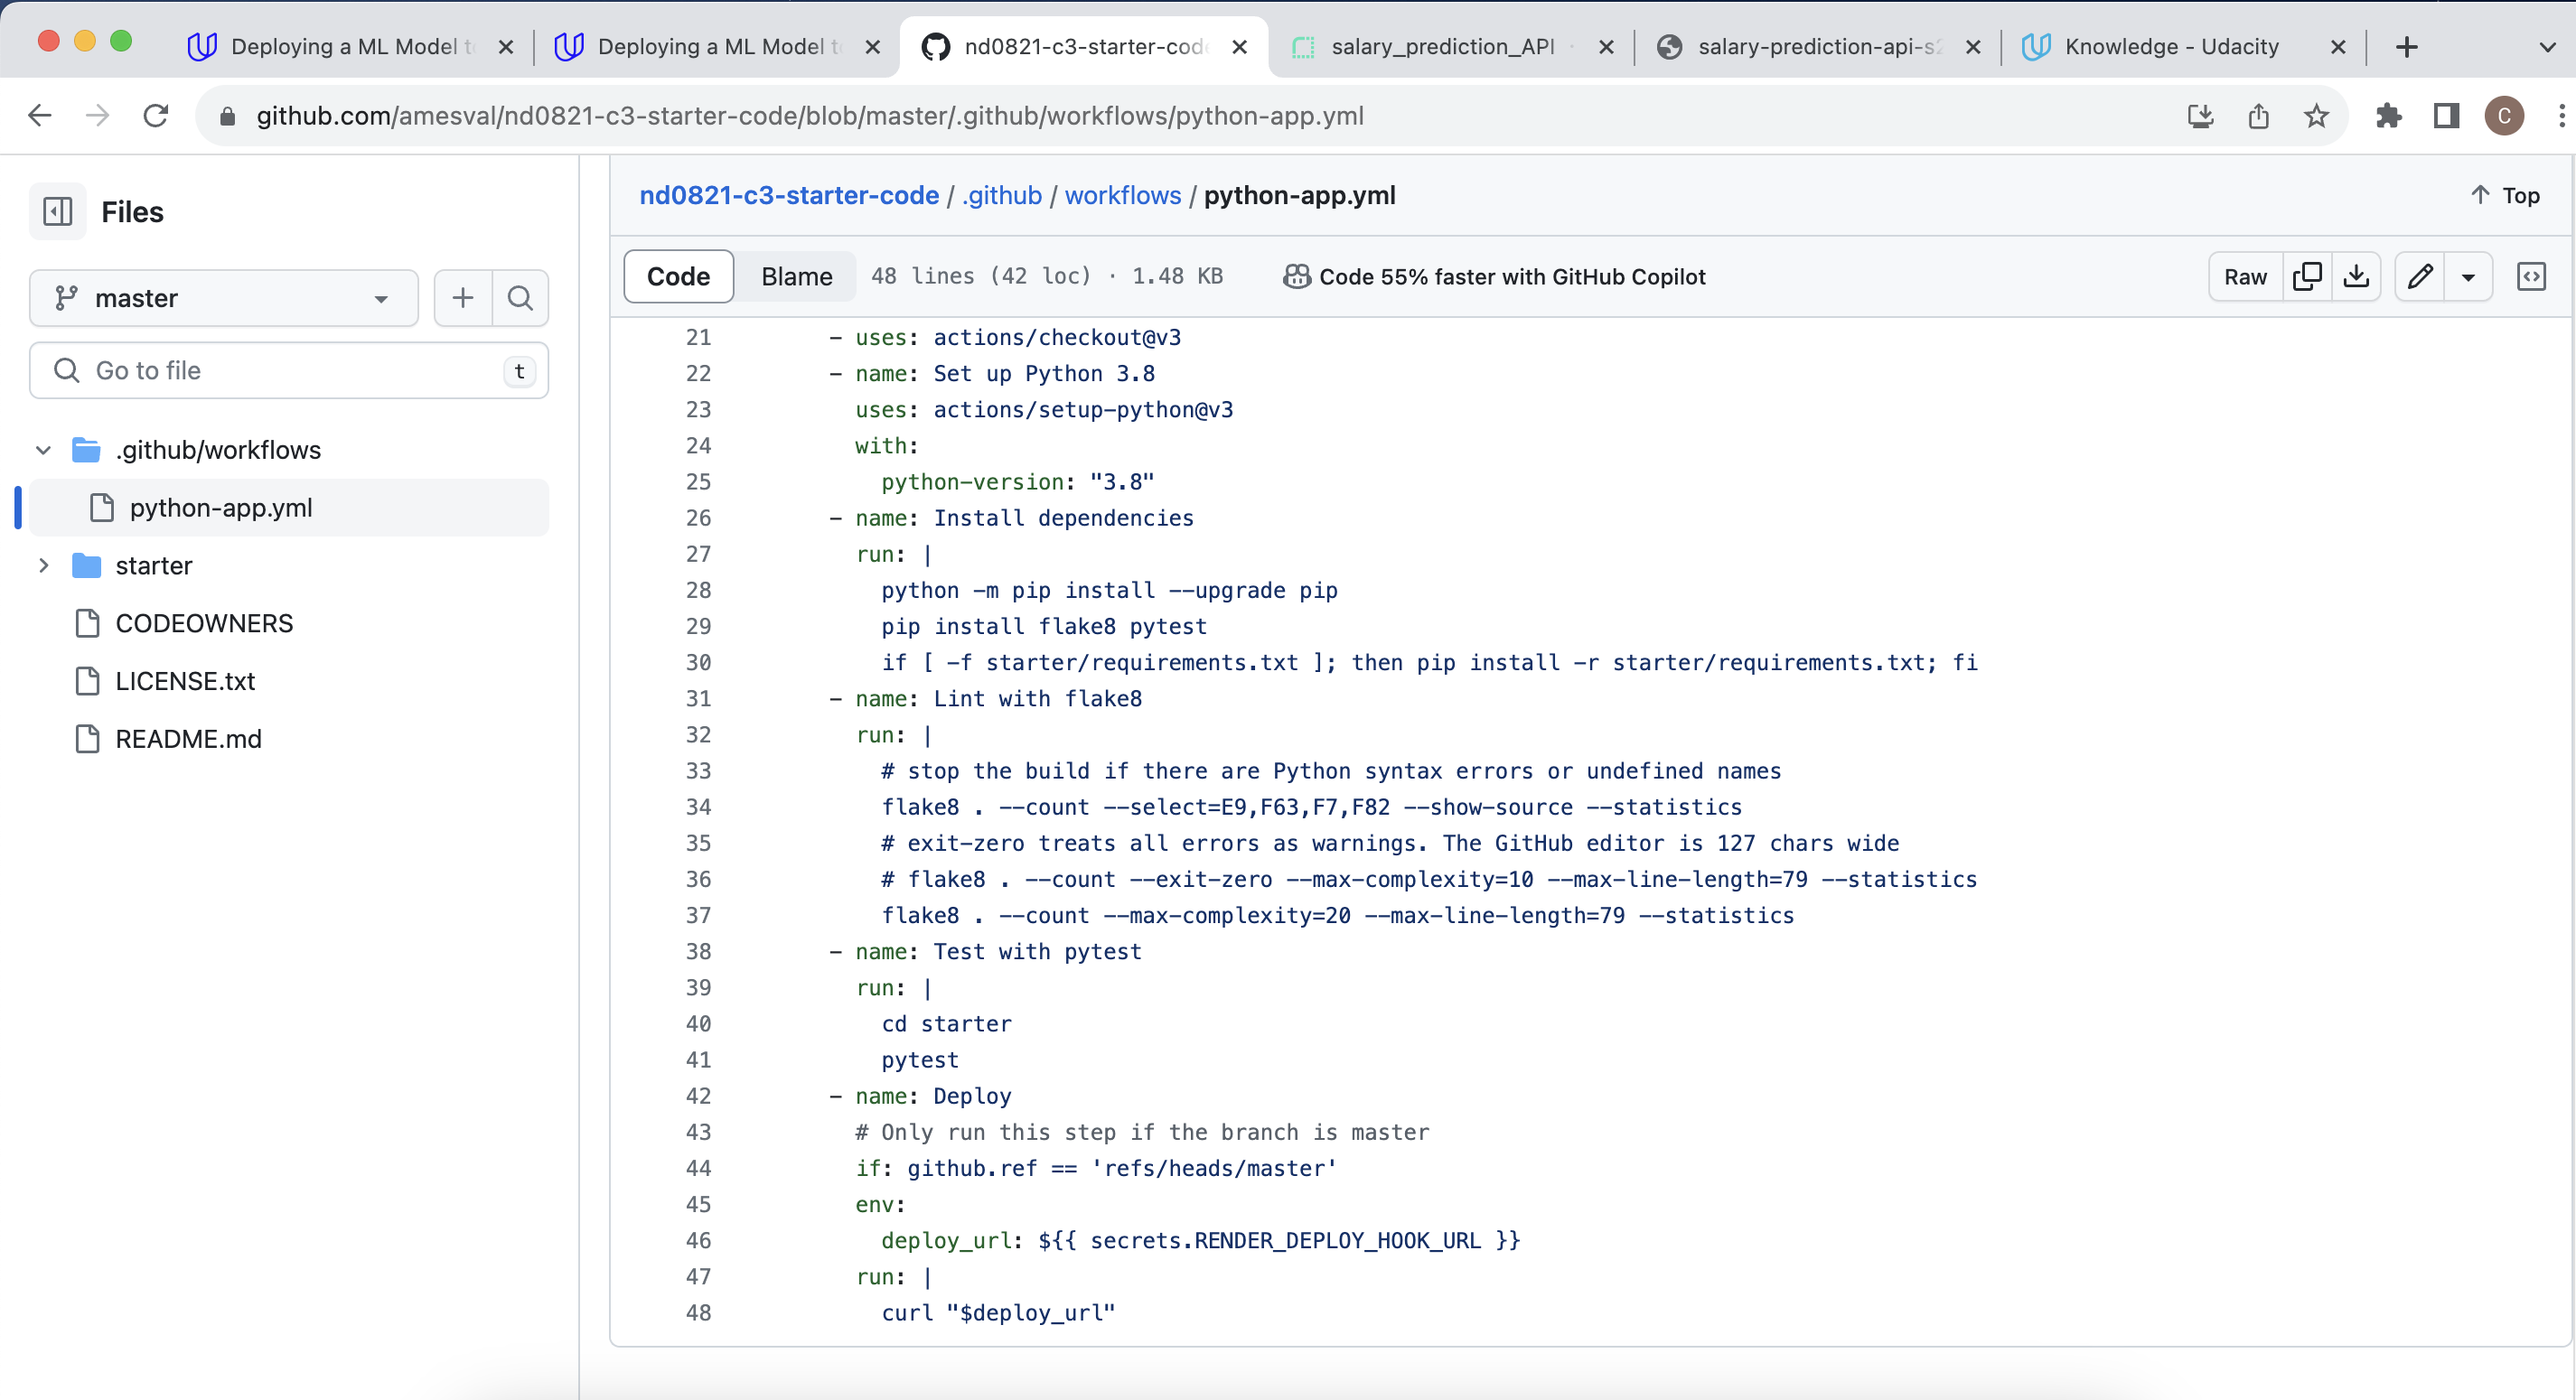 Deploying a ML Model t
Deploying a ML Model t
nd0821-c3-starter-cod
salary_prediction_API
salary-prediction-api-s
Knowledge - Udacity
github.com/amesval/nd0821-c3-starter-code/blob/master/.github/workflows/python-app.yml
C
Files
master
Go to file
t
.github/workflows
python-app.yml
starter
CODEOWNERS
LICENSE.txt
README.md
nd0821-c3-starter-code / .github / workflows / python-app.yml
Top
Code
Blame
48 lines (42 loc) · 1.48 KB
Code 55% faster with GitHub Copilot
Raw
21 - uses: actions/checkout@v3
22 - name: Set up Python 3.8
23 uses: actions/setup-python@v3
24 with:
25 python-version: "3.8"
26 - name: Install dependencies
27 run: |
28 python -m pip install --upgrade pip
29 pip install flake8 pytest
30 if [ -f starter/requirements.txt ]; then pip install -r starter/requirements.txt; fi
31 - name: Lint with flake8
32 run: |
33 # stop the build if there are Python syntax errors or undefined names
34 flake8 . --count --select=E9,F63,F7,F82 --show-source --statistics
35 # exit-zero treats all errors as warnings. The GitHub editor is 127 chars wide
36 # flake8 . --count --exit-zero --max-complexity=10 --max-line-length=79 --statistics
37 flake8 . --count --max-complexity=20 --max-line-length=79 --statistics
38 - name: Test with pytest
39 run: |
40 cd starter
41 pytest
42 - name: Deploy
43 # Only run this step if the branch is master
44 if: github.ref == 'refs/heads/master'
45 env:
46 deploy_url: ${{ secrets.RENDER_DEPLOY_HOOK_URL }}
47 run: |
48 curl "$deploy_url"